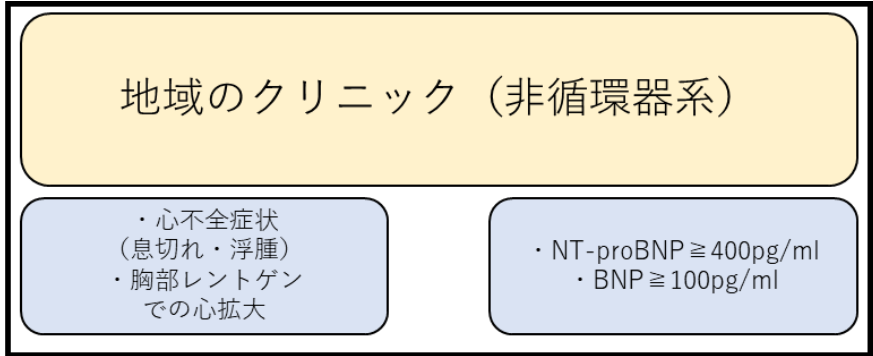 地域のクリニック（非循環器系）
・心不全症状
（息切れ・浮腫）
・胸部レントゲン
での心拡大
・NT-proBNP≧400pg/ml
・BNP≧100pg/ml